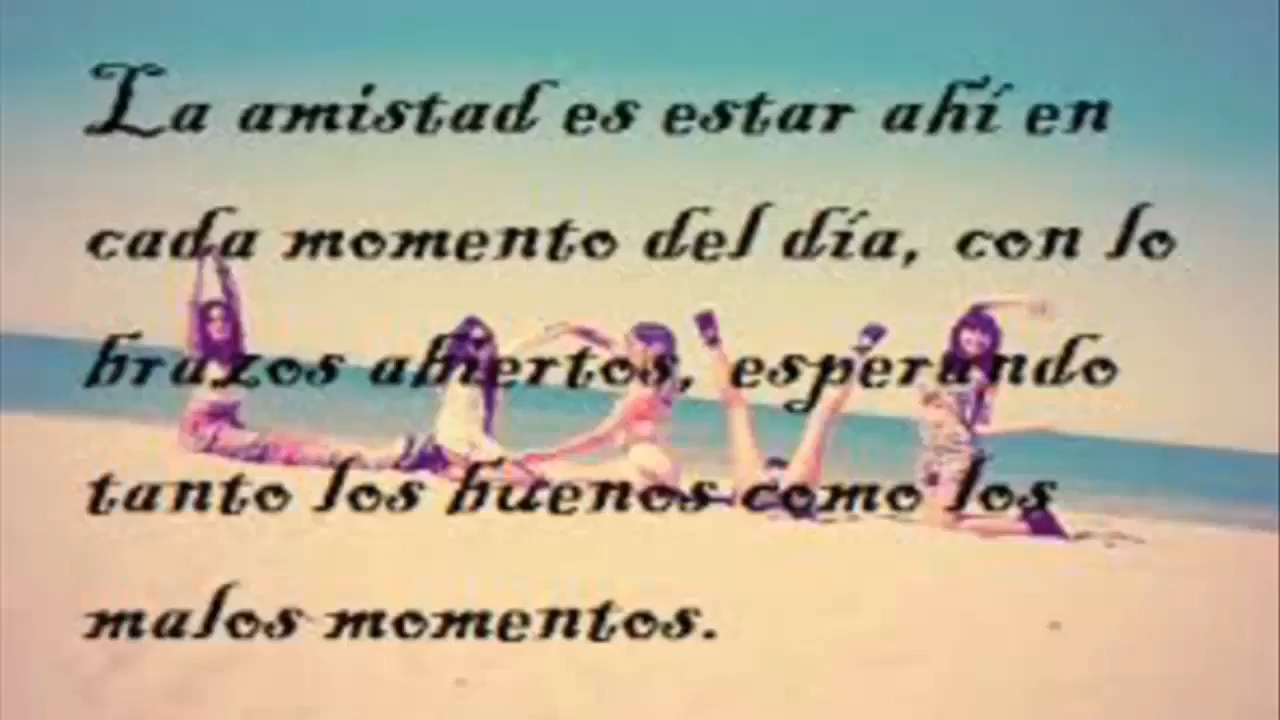 La amistad es estar ahí en
cada momento del día, con lo
brazos abiertos, esperando
tanto los buenos como los
malos momentos.